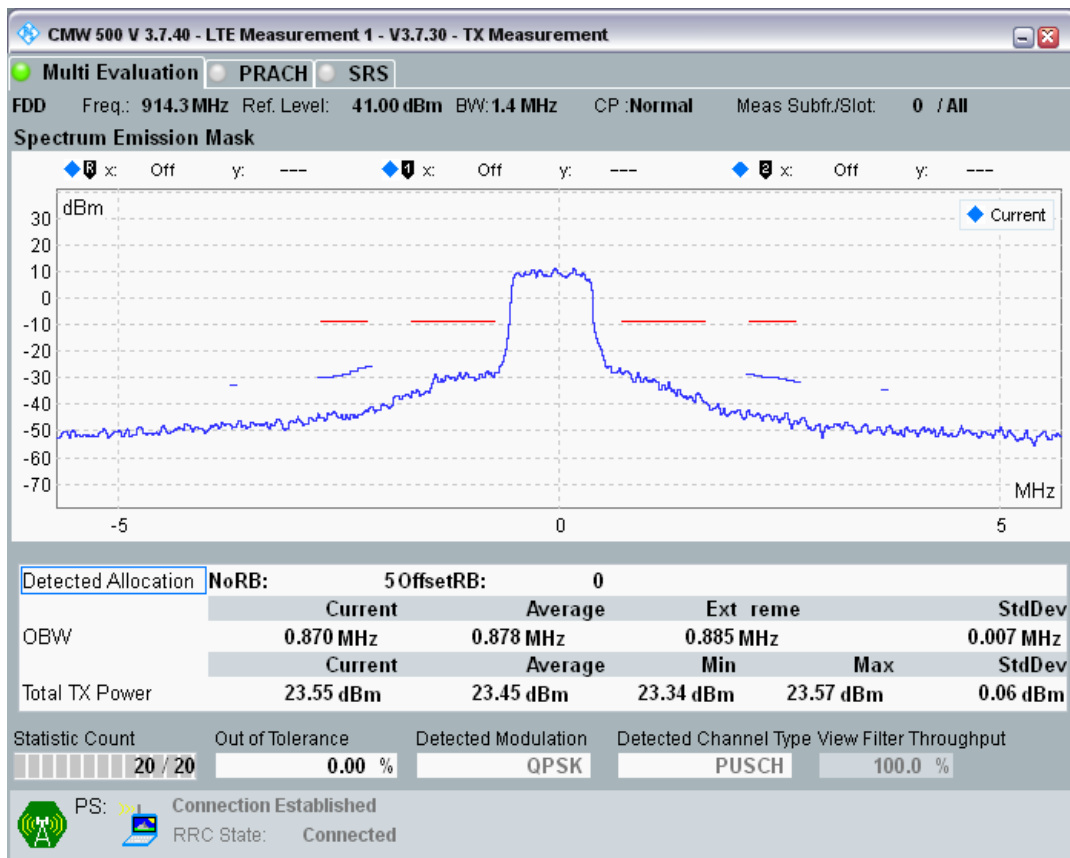 CMW 500 V 3.7.40 - LTE Measurement 1 - V3.7.30 - TX Measurement
Multi Evaluation PRACH SRS
FDD Freq.: 914.3 MHz Ref. Level: 41.00 dBm BW: 1.4 MHz CP :Normal Meas Subfr./Slot: 0 / All
Spectrum Emission Mask
R x: Off y: --- 1 x: Off y: --- 2 x: Off y: ---
dBm
Current
30
20
10
0
-10
-20
-30
-40
-50
-60
-70
MHz
-5 0 5
Detected Allocation NoRB: 5 OffsetRB: 0
Current Average Ext reme StdDev
OBW 0.870 MHz 0.878 MHz 0.885 MHz 0.007 MHz
Current Average Min Max StdDev
Total TX Power 23.55 dBm 23.45 dBm 23.34 dBm 23.57 dBm 0.06 dBm
Statistic Count Out of Tolerance Detected Modulation Detected Channel Type View Filter Throughput
20 / 20 0.00 % QPSK PUSCH 100.0 %
PS: Connection Established
RRC State: Connected